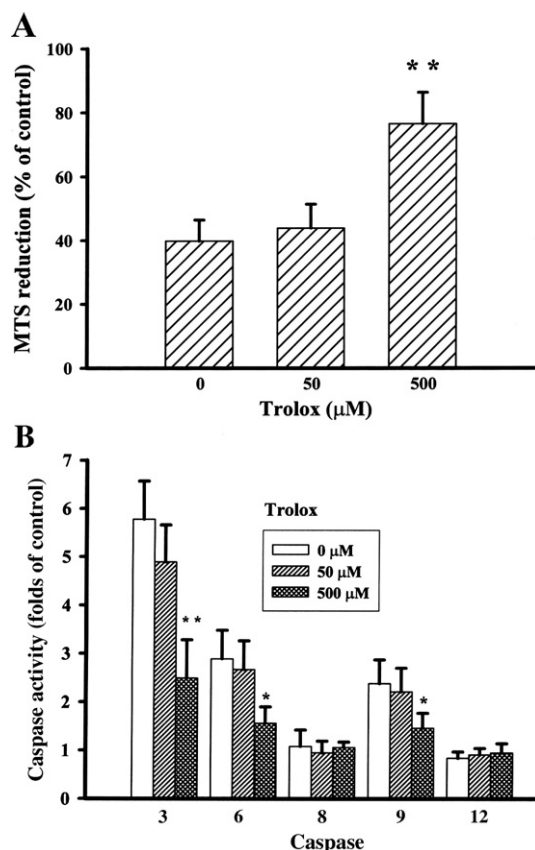 A
100
80
60
40
20
0
MTS reduction (% of control)
* *
0 50 500
Trolox (μM)
B
7
6
5
4
3
2
1
0
Caspase activity (folds of control)
Trolox
0 μM
50 μM
500 μM
* *
*
*
3 6 8 9 12
Caspase